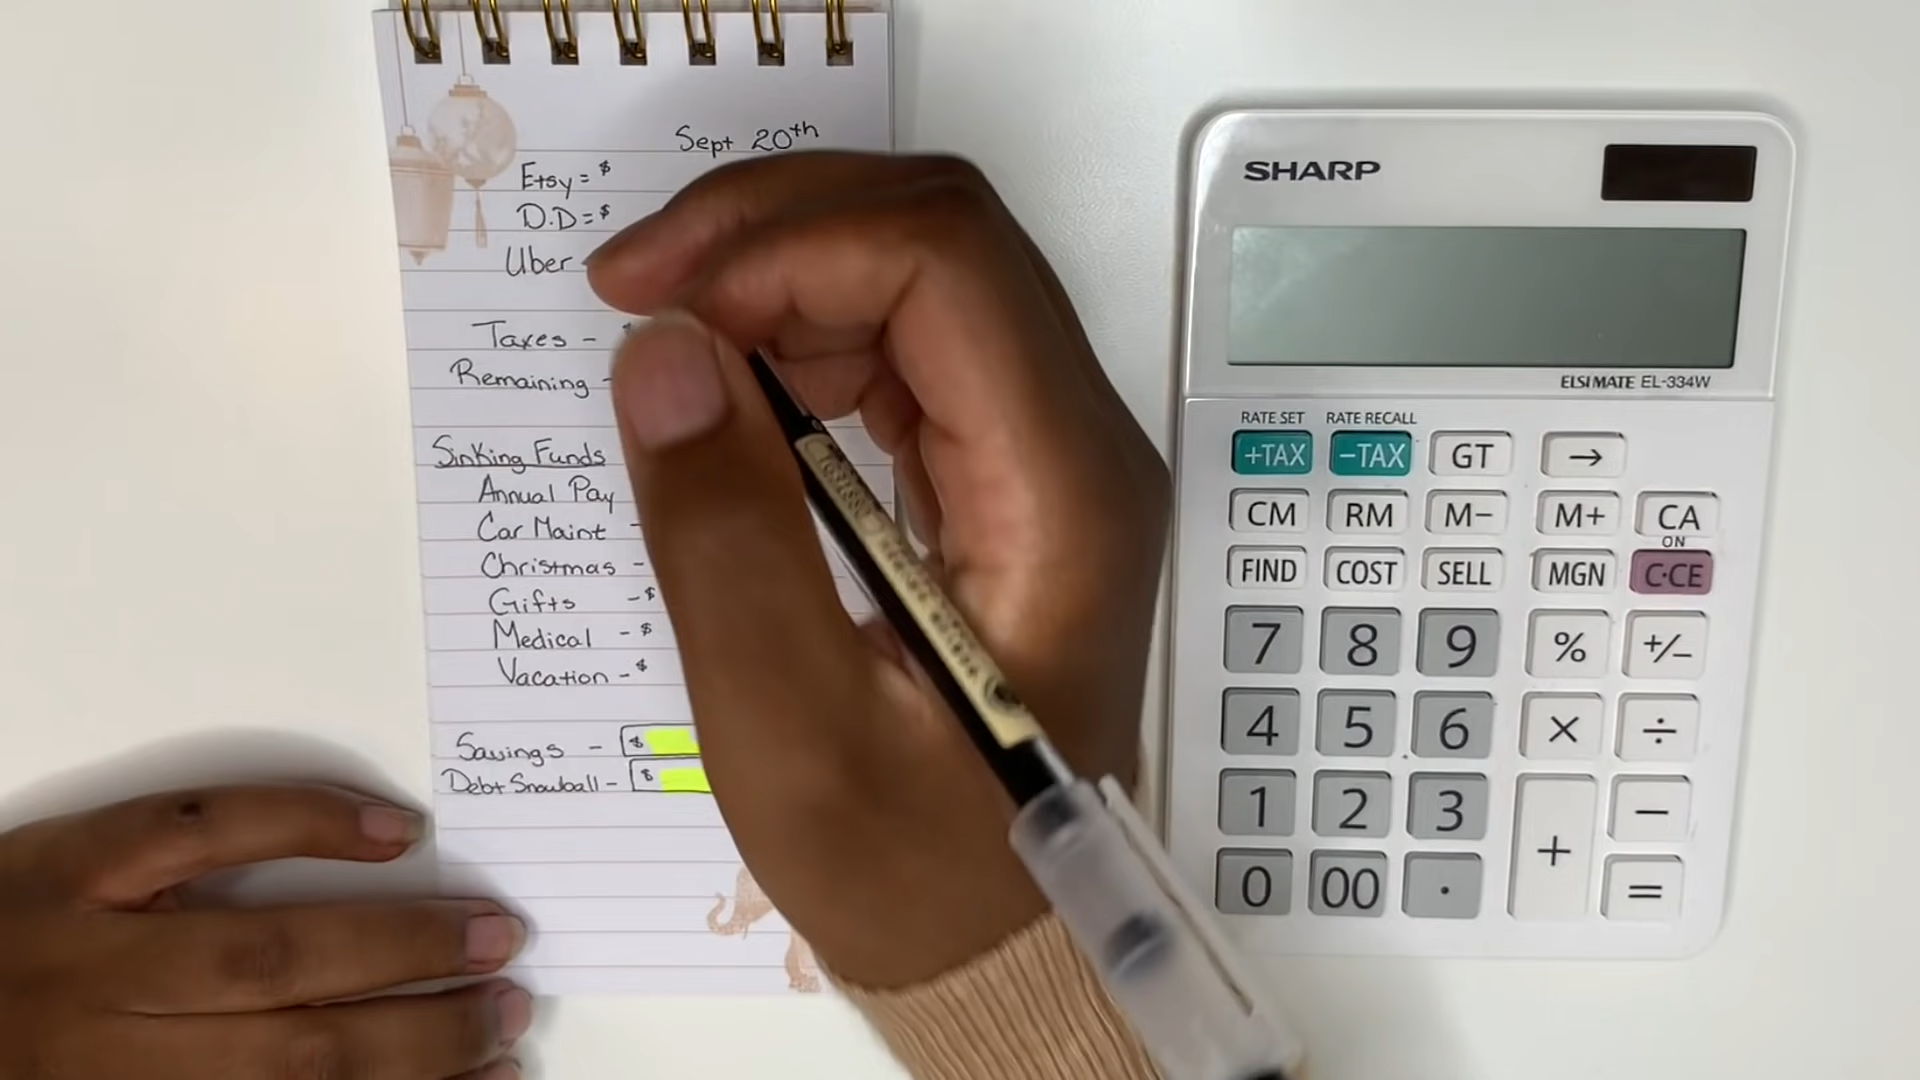 Sept 20th
Etsy = $
D.D = $
Uber
Taxes - $
Remaining -
Sinking Funds
Annual Pay
Car Maint -
Christmas -
Gifts - $
Medical - $
Vacation - $
Savings - $
Debt Snowball - $
SHARP
ELSI MATE EL-334W
RATE SET RATE RECALL
+TAX -TAX GT →
CM RM M- M+ CA
ON
FIND COST SELL MGN C·CE
7 8 9 % +/-
4 5 6 × ÷
1 2 3 + -
0 00 · =